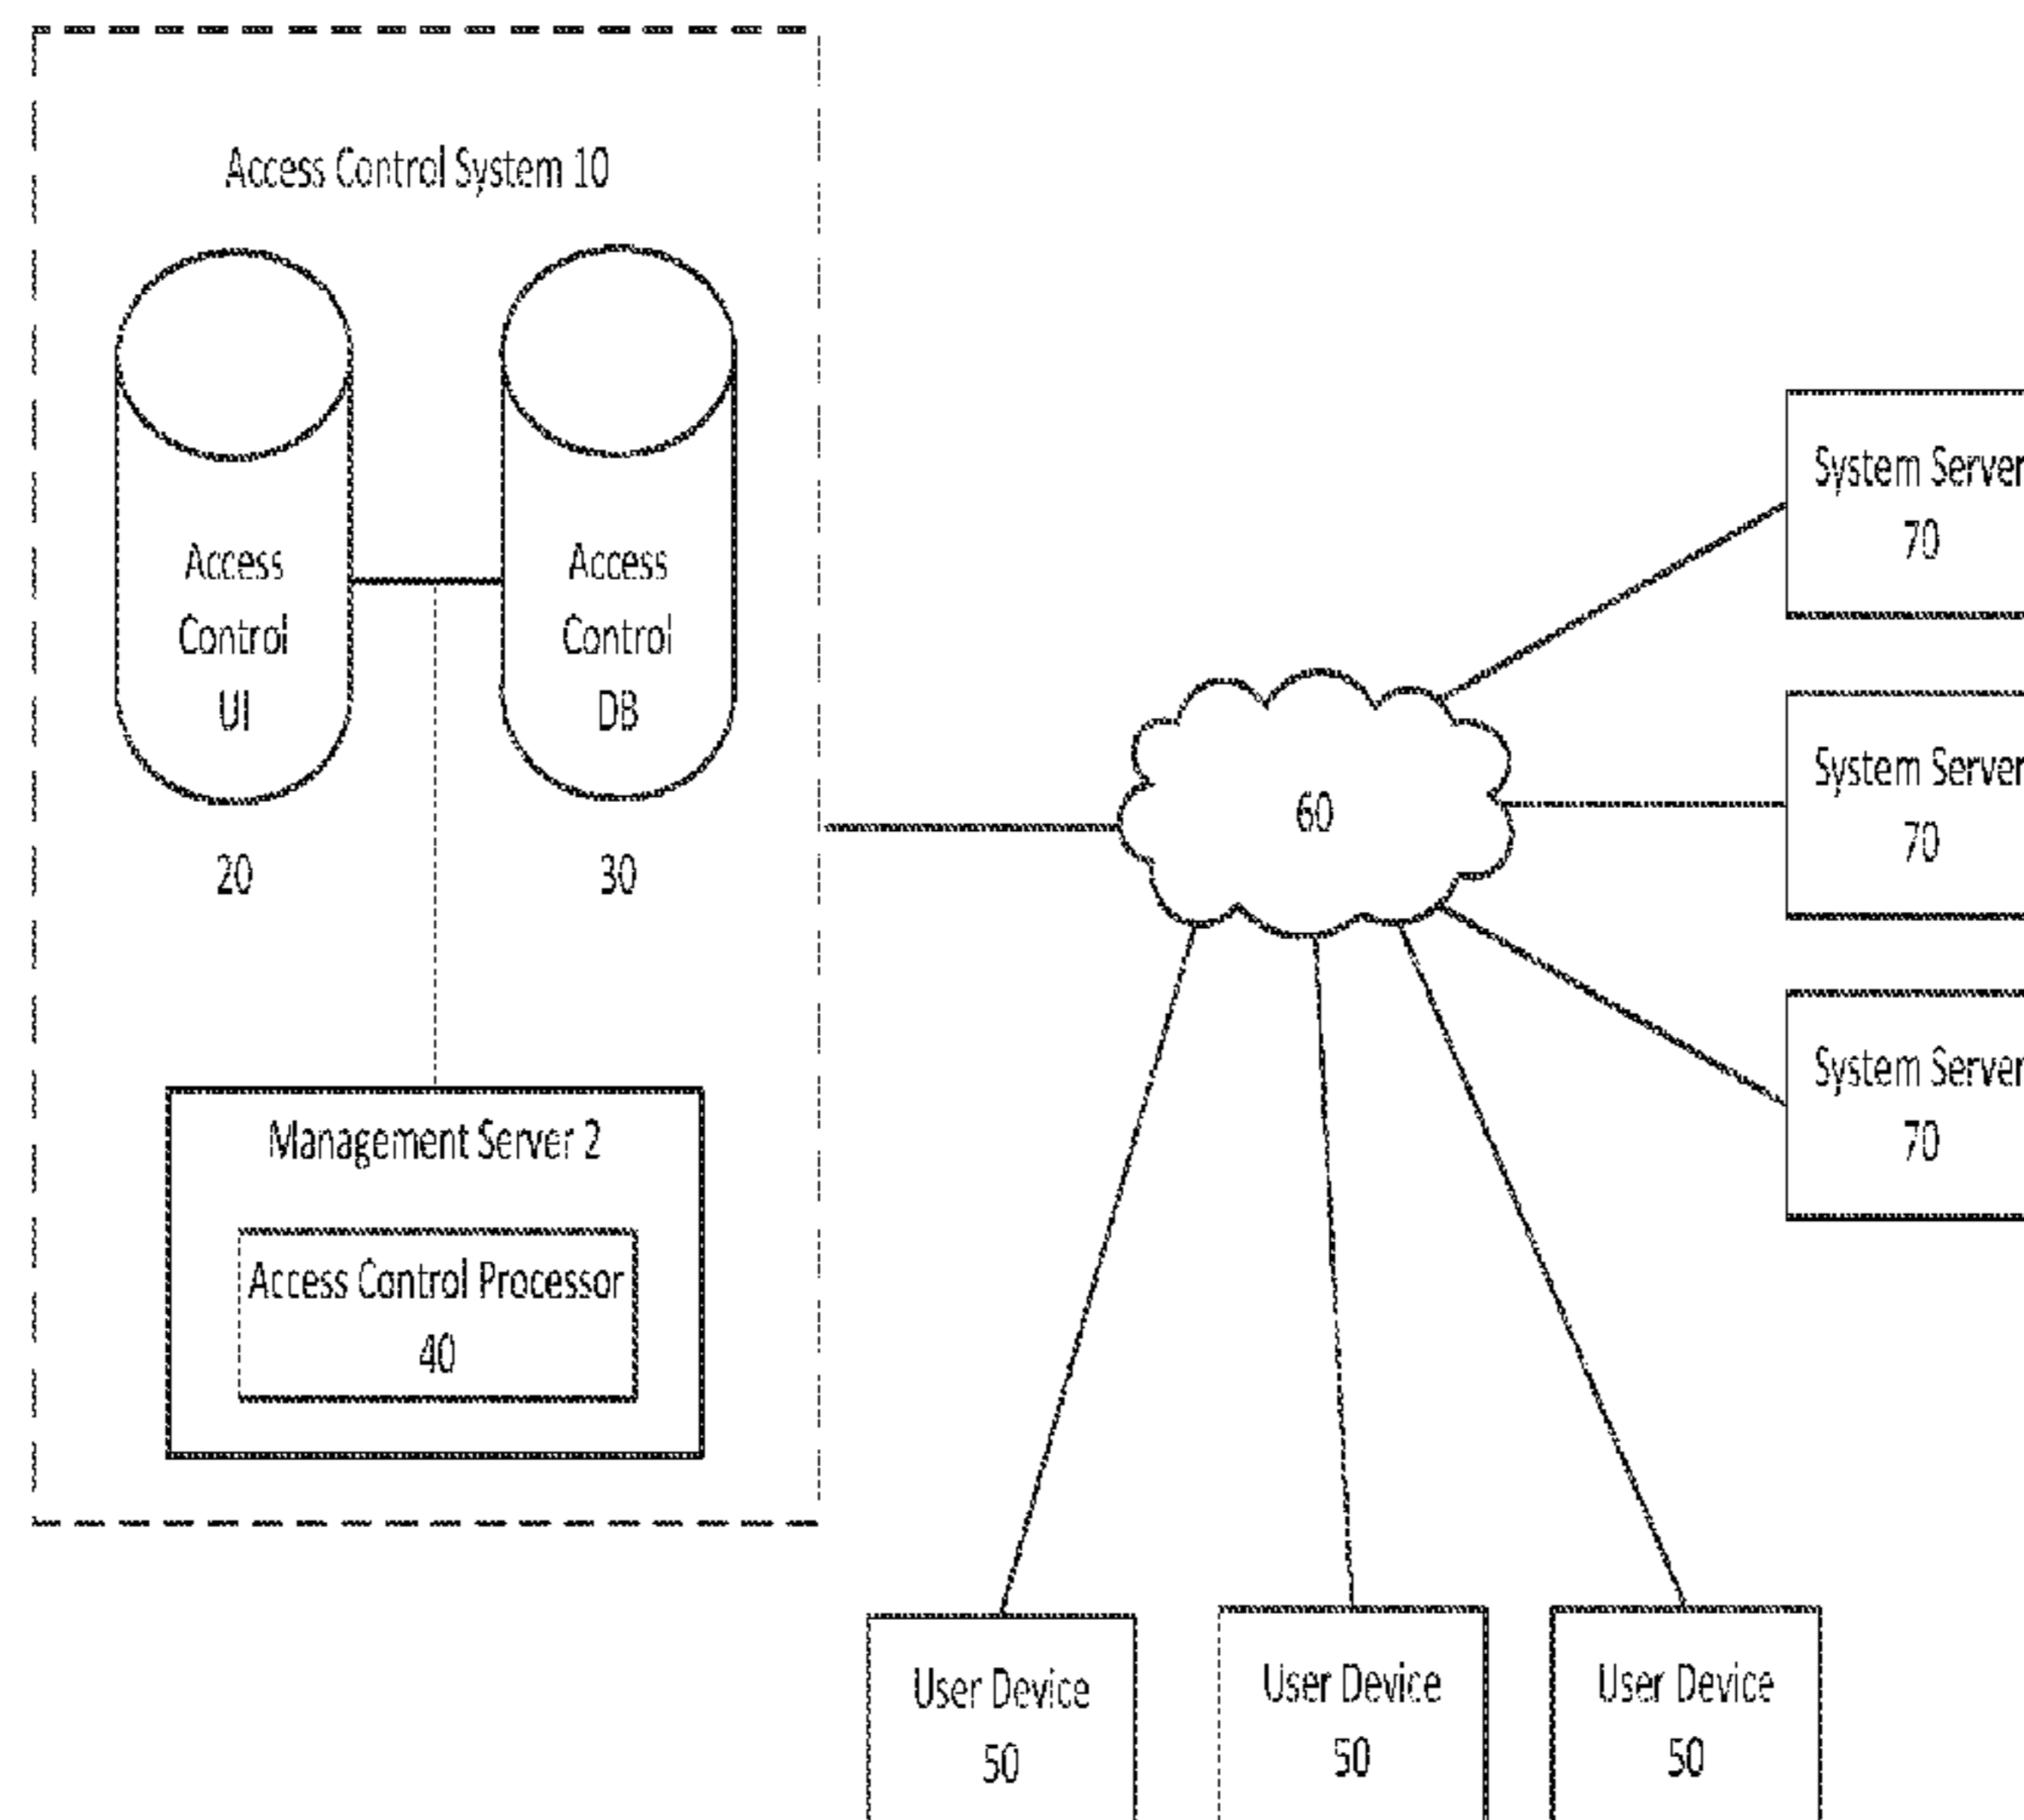 Access Control System 10
Access
Control
UI
20
Access
Control
DB
30
Management Server 2
Access Control Processor
40
60
System Server
70
System Server
70
System Server
70
User Device
50
User Device
50
User Device
50